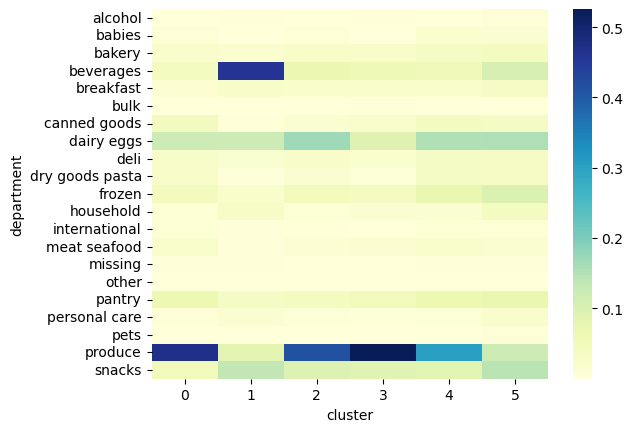 alcohol
babies
bakery
beverages
breakfast
bulk
canned goods
dairy eggs
deli
dry goods pasta
frozen
household
international
meat seafood
missing
other
pantry
personal care
pets
produce
snacks
department
0 1 2 3 4 5
cluster
0.5
0.4
0.3
0.2
0.1